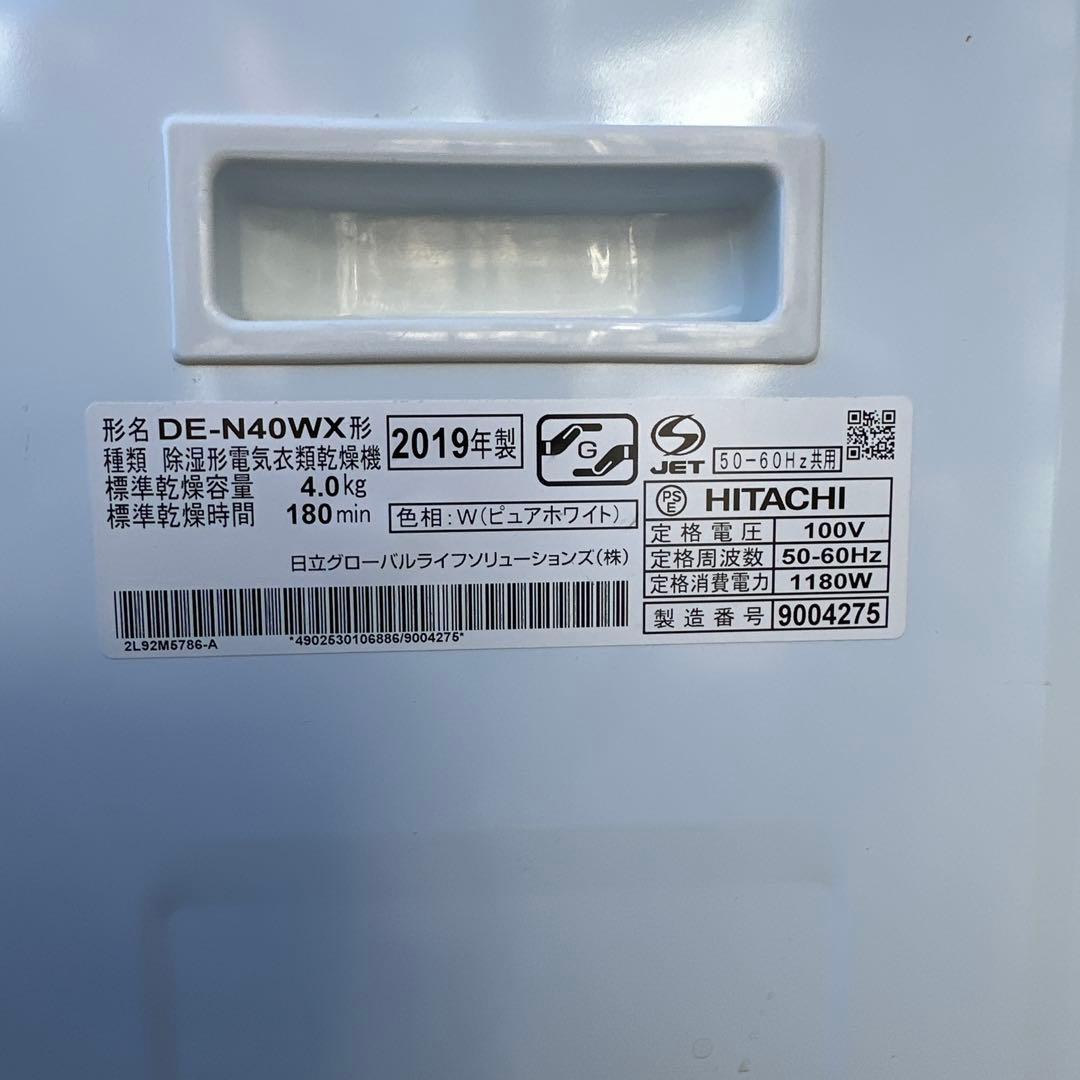 形名 DE-N40WX形
種類 除湿形電気衣類乾燥機
標準乾燥容量 4.0kg
標準乾燥時間 180min
2019年製
色相:W(ピュアホワイト)
日立グローバルライフソリューションズ(株)
2L92M5786-A
*4902530106886/9004275*
G
JET
50-60Hz共用
PSE HITACHI
定格電圧 100V
定格周波数 50-60Hz
定格消費電力 1180W
製造番号 9004275